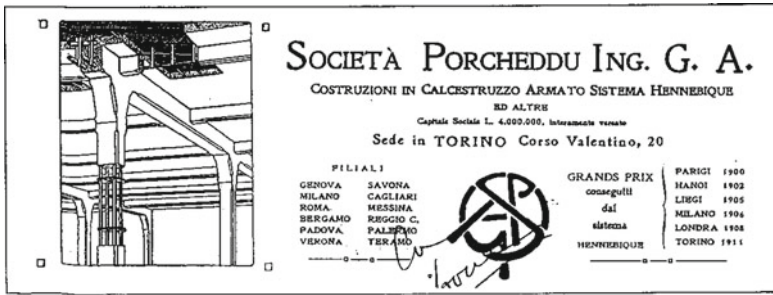 SOCIETÀ PORCHEDDU ING. G. A.
COSTRUZIONI IN CALCESTRUZZO ARMATO SISTEMA HENNEBIQUE
ED ALTRE
Capitale Sociale L. 4.000.000, interamente versato
Sede in TORINO Corso Valentino, 20
FILIALI
GENOVA SAVONA
MILANO CAGLIARI
ROMA MESSINA
BERGAMO REGGIO C.
PADOVA PALERMO
VERONA TERAMO
GRANDS PRIX
conseguiti
dal
sistema
HENNEBIQUE
PARIGI 1900
HANOI 1902
LIEGI 1905
MILANO 1906
LONDRA 1908
TORINO 1911